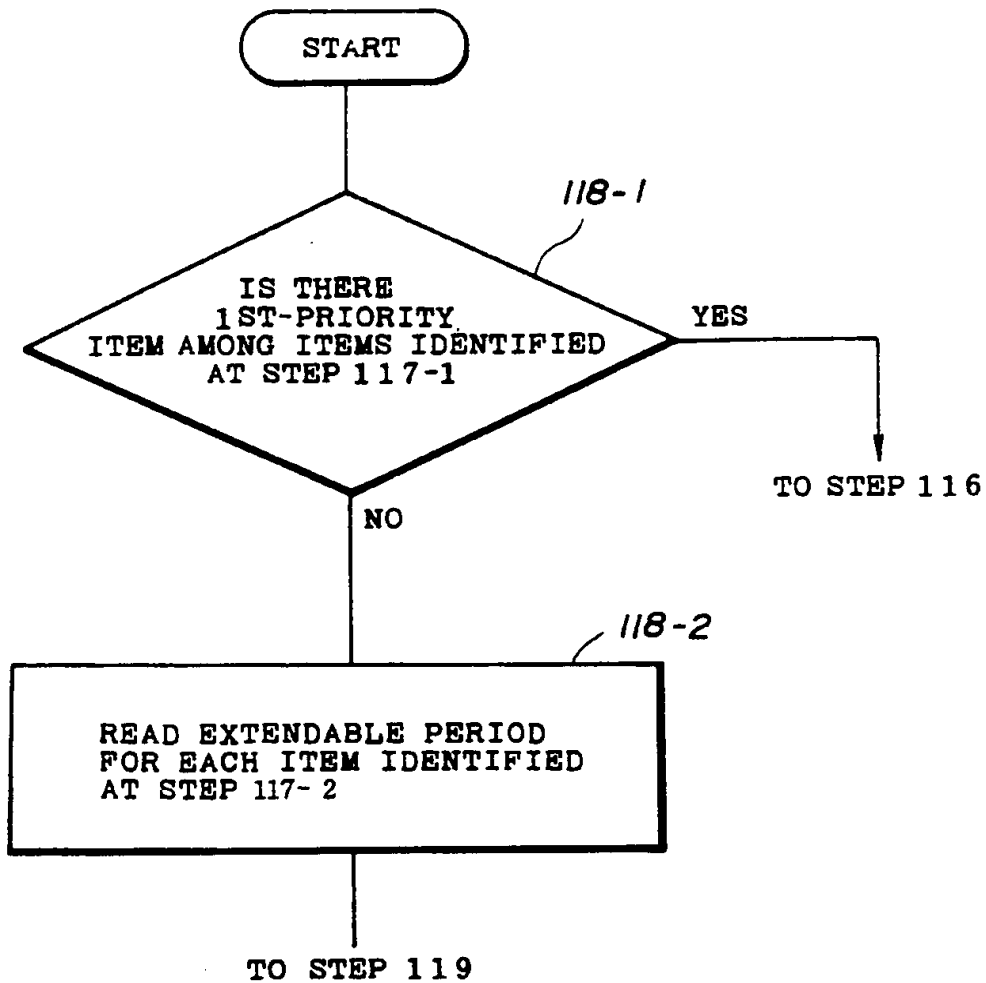 START
118-1
IS THERE
1ST-PRIORITY
ITEM AMONG ITEMS IDENTIFIED
AT STEP 117-1
YES
TO STEP 116
NO
118-2
READ EXTENDABLE PERIOD
FOR EACH ITEM IDENTIFIED
AT STEP 117-2
TO STEP 119